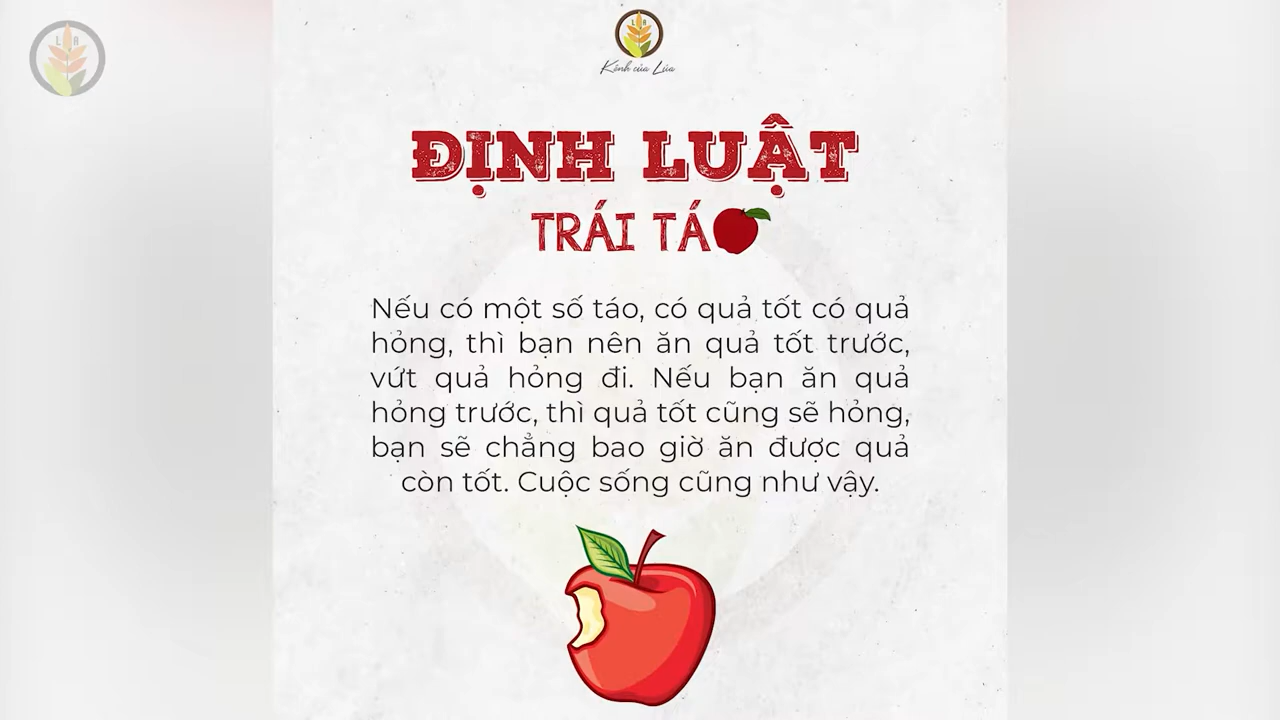 L A
L A
Kênh của Lúa
ĐỊNH LUẬT
TRÁI TÁO
Nếu có một số táo, có quả tốt có quả
hỏng, thì bạn nên ăn quả tốt trước,
vứt quả hỏng đi. Nếu bạn ăn quả
hỏng trước, thì quả tốt cũng sẽ hỏng,
bạn sẽ chẳng bao giờ ăn được quả
còn tốt. Cuộc sống cũng như vậy.